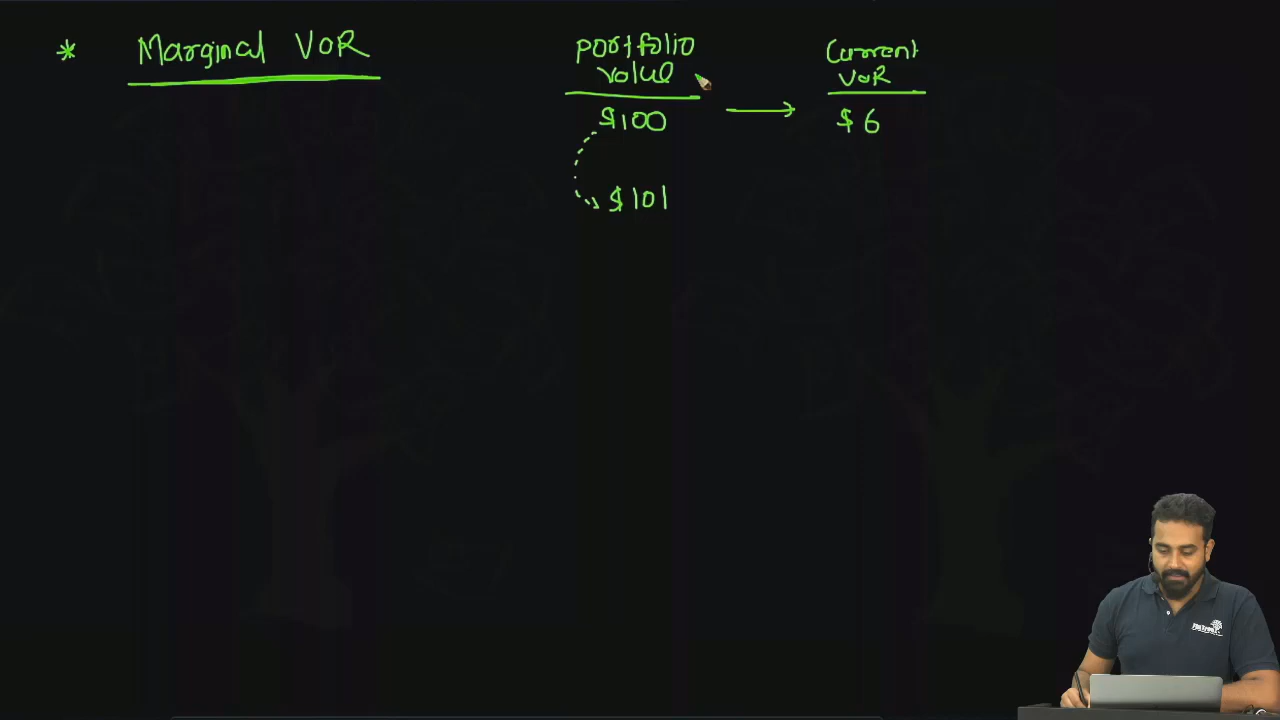 * Marginal VaR
portfolio
value
Current
VaR
$100
$6
$101